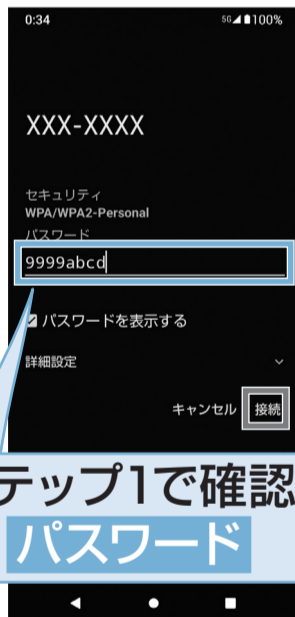 0:34 5G 100%
XXX-XXXX
セキュリティ
WPA/WPA2-Personal
パスワード
9999abcd
パスワードを表示する
詳細設定
キャンセル 接続
テップ1で確認
パスワード